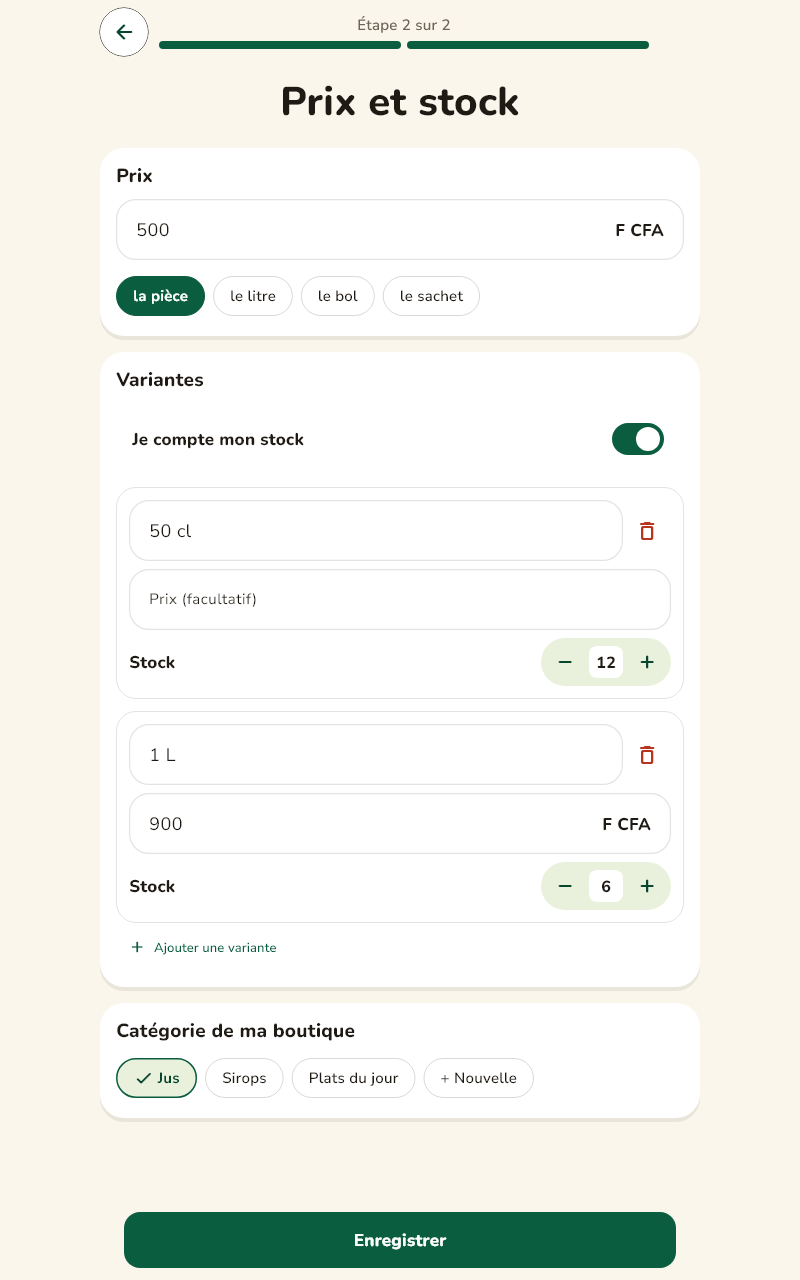 Étape 2 sur 2
Prix et stock
Prix
500 F CFA
la pièce le litre le bol le sachet
Variantes
Je compte mon stock
50 cl
Prix (facultatif)
Stock − 12 +
1 L
900 F CFA
Stock − 6 +
+ Ajouter une variante
Catégorie de ma boutique
Jus Sirops Plats du jour + Nouvelle
Enregistrer